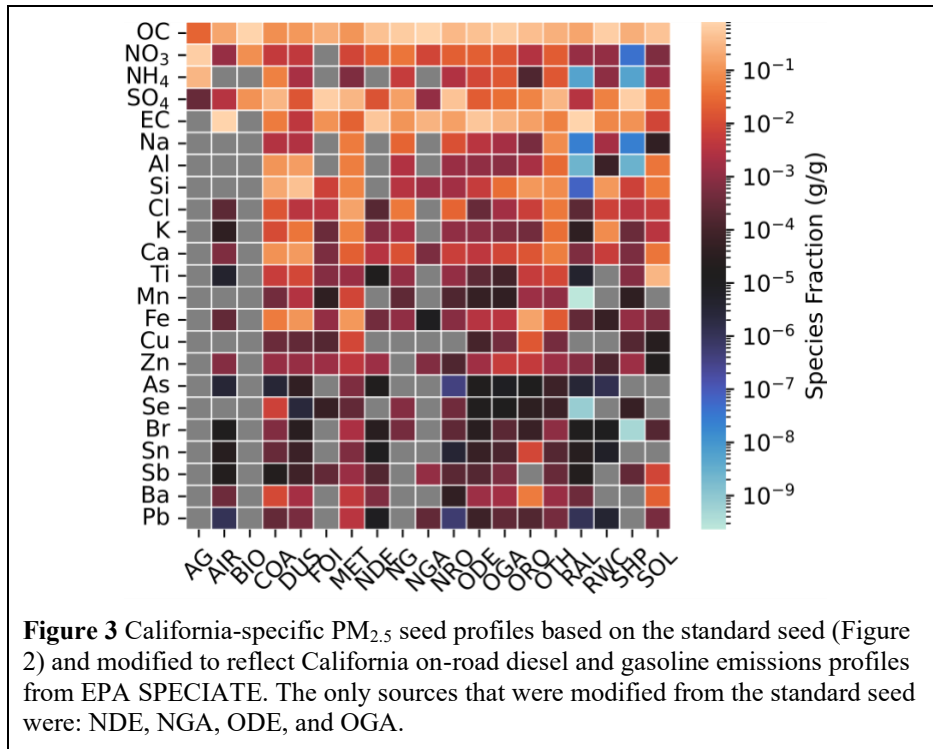 OC
NO₃
NH₄
SO₄
EC
Na
Al
Si
Cl
K
Ca
Ti
Mn
Fe
Cu
Zn
As
Se
Br
Sn
Sb
Ba
Pb
AG AIR BIO COA DUS FOI MET NDE NG NGA NRO ODE OGA ORO OTH RAL RWC SHP SOL
10⁻¹
10⁻²
10⁻³
10⁻⁴
10⁻⁵
10⁻⁶
10⁻⁷
10⁻⁸
10⁻⁹
Species Fraction (g/g)
Figure 3 California-specific PM₂.₅ seed profiles based on the standard seed (Figure
2) and modified to reflect California on-road diesel and gasoline emissions profiles
from EPA SPECIATE. The only sources that were modified from the standard seed
were: NDE, NGA, ODE, and OGA.